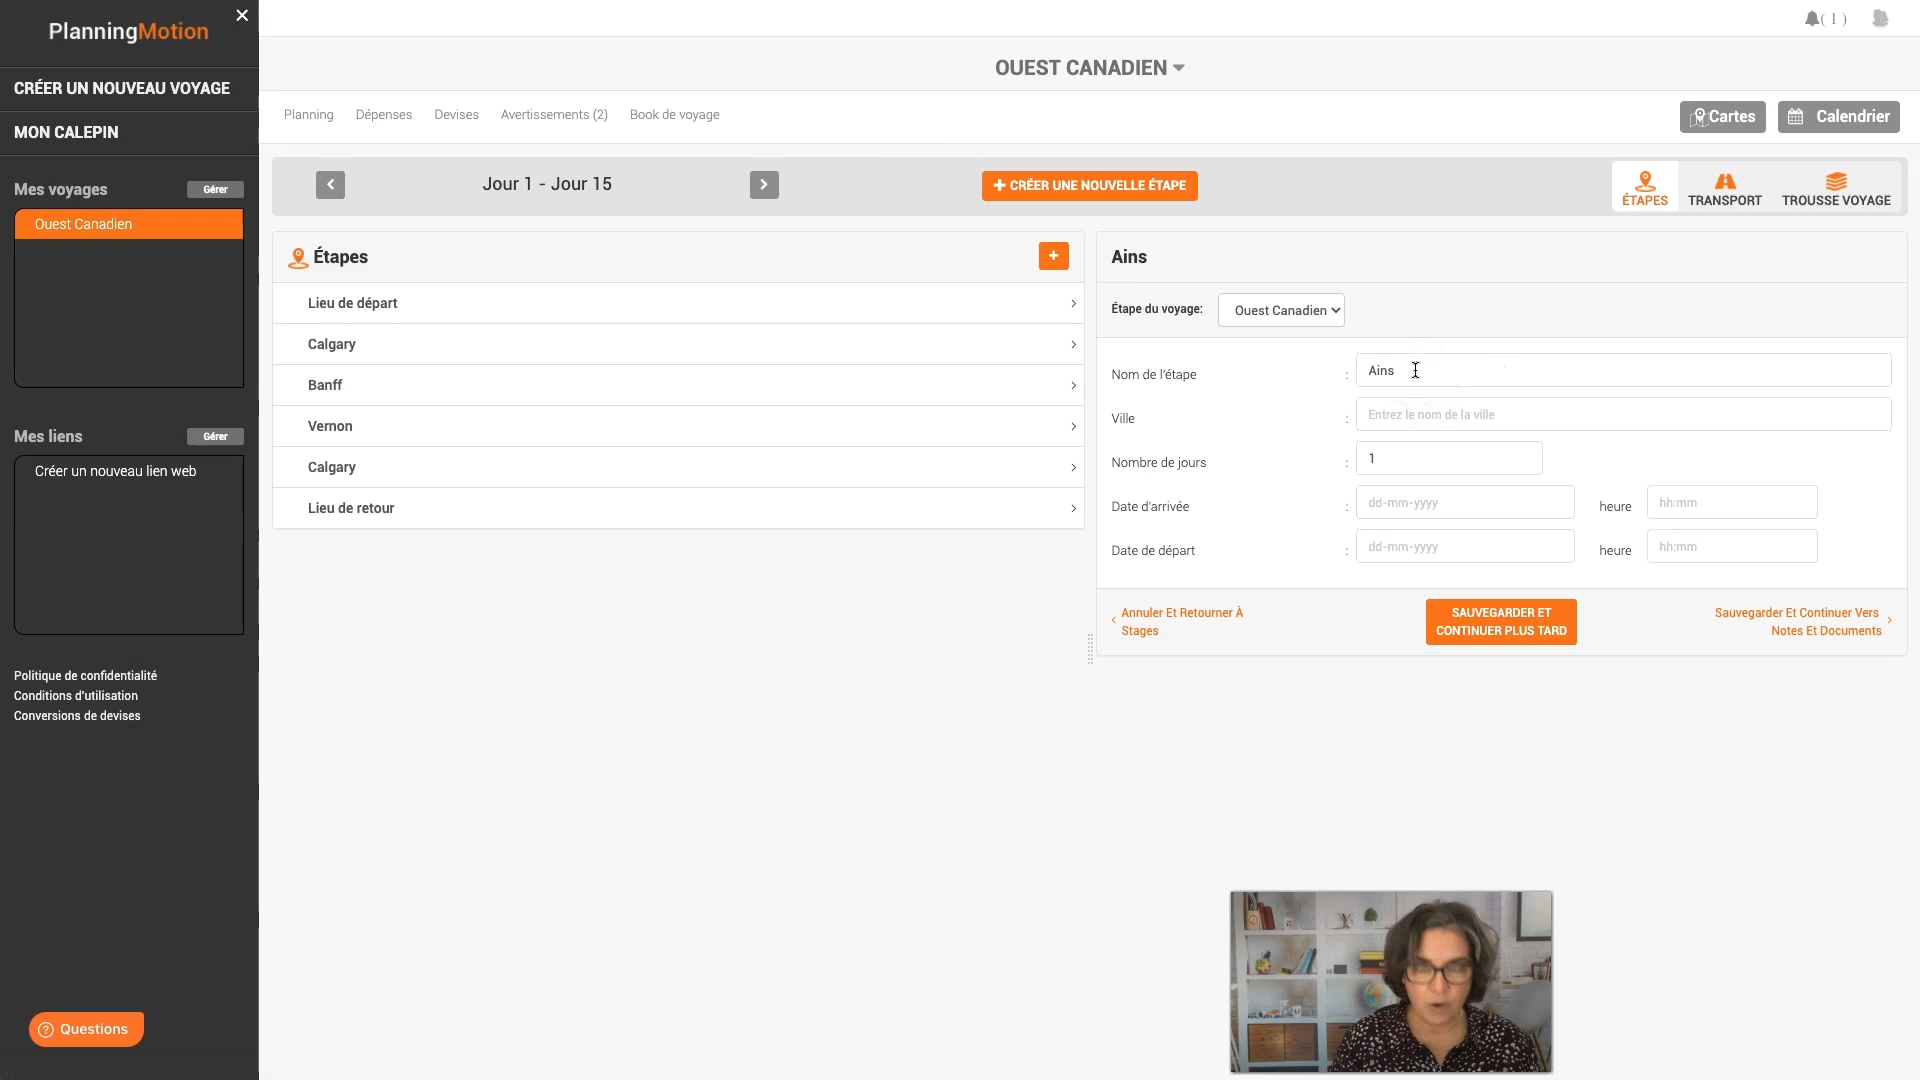 PlanningMotion
CRÉER UN NOUVEAU VOYAGE
MON CALEPIN
Mes voyages
Gérer
Ouest Canadien
Mes liens
Gérer
Créer un nouveau lien web
Politique de confidentialité
Conditions d'utilisation
Conversions de devises
Questions
( 1 )
OUEST CANADIEN
Planning Dépenses Devises Avertissements (2) Book de voyage
Cartes
Calendrier
Jour 1 - Jour 15
CRÉER UNE NOUVELLE ÉTAPE
ÉTAPES
TRANSPORT
TROUSSE VOYAGE
Étapes
+
Lieu de départ
Calgary
Banff
Vernon
Calgary
Lieu de retour
Ains
Étape du voyage: Ouest Canadien
Nom de l'étape : Ains
Ville : Entrez le nom de la ville
Nombre de jours : 1
Date d'arrivée : dd-mm-yyyy heure hh:mm
Date de départ : dd-mm-yyyy heure hh:mm
Annuler Et Retourner À
Stages
SAUVEGARDER ET
CONTINUER PLUS TARD
Sauvegarder Et Continuer Vers
Notes Et Documents